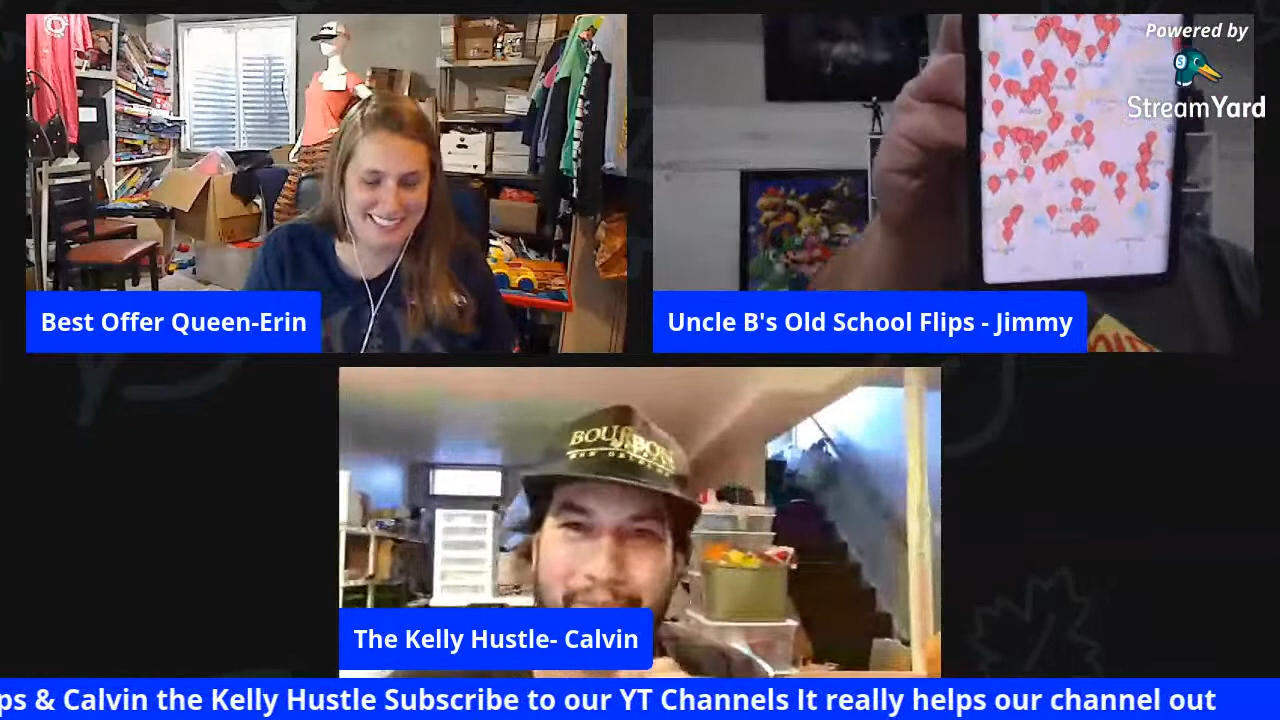 Powered by
StreamYard
Best Offer Queen-Erin
Uncle B's Old School Flips - Jimmy
BOURBON
The Kelly Hustle- Calvin
ps & Calvin the Kelly Hustle Subscribe to our YT Channels It really helps our channel out